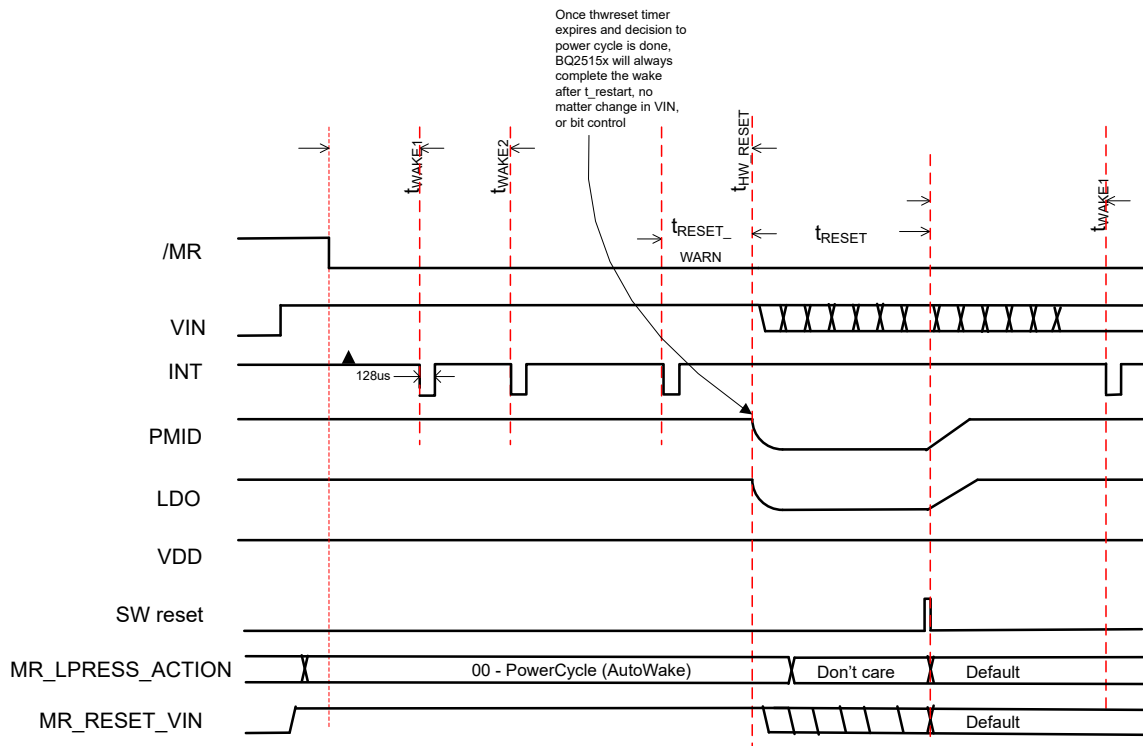 Once thwreset timer
expires and decision to
power cycle is done,
BQ2515x will always
complete the wake
after t_restart, no
matter change in VIN,
or bit control
tWAKE1
tWAKE2
tHW_RESET
tWAKE1
tRESET_
WARN
tRESET
/MR
VIN
INT
128us
PMID
LDO
VDD
SW reset
MR_LPRESS_ACTION
00 - PowerCycle (AutoWake)
Don't care
Default
MR_RESET_VIN
Default